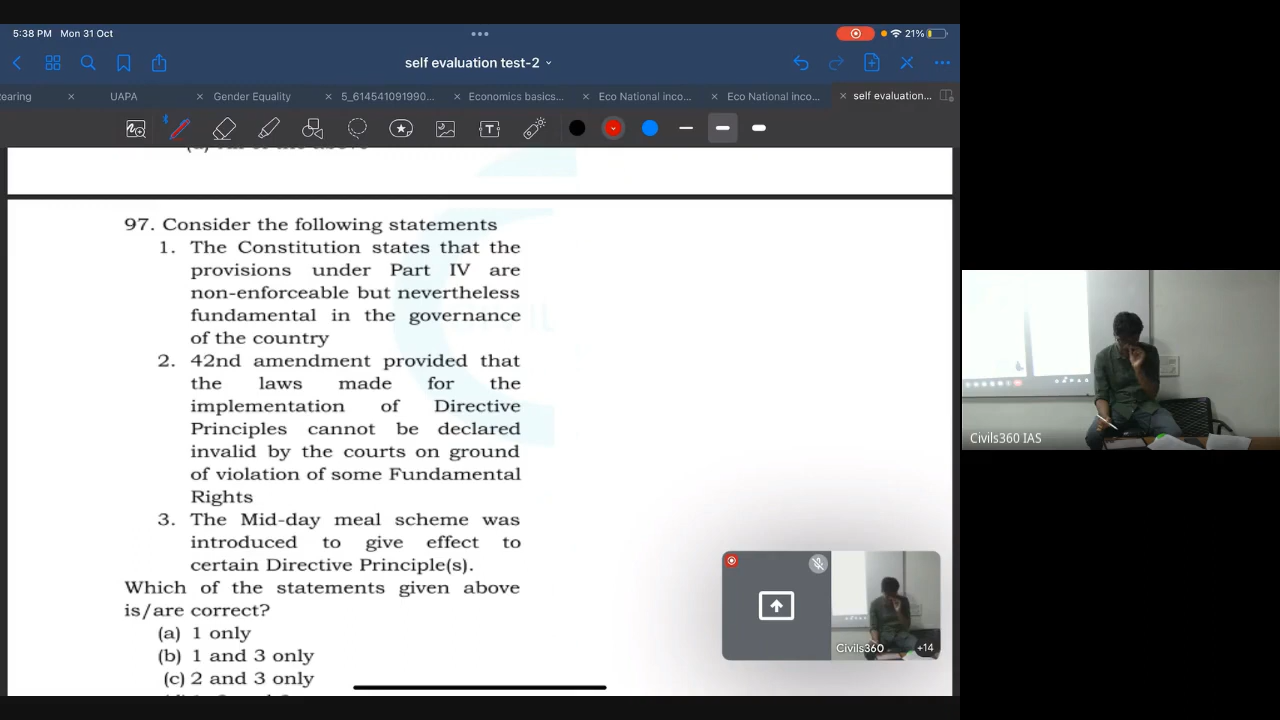 5:38 PM Mon 31 Oct
21%
self evaluation test-2
earing
UAPA
Gender Equality
5_614541091990...
Economics basics...
Eco National inco...
Eco National inco...
self evaluation...
97. Consider the following statements
1. The Constitution states that the
provisions under Part IV are
non-enforceable but nevertheless
fundamental in the governance
of the country
2. 42nd amendment provided that
the laws made for the
implementation of Directive
Principles cannot be declared
invalid by the courts on ground
of violation of some Fundamental
Rights
3. The Mid-day meal scheme was
introduced to give effect to
certain Directive Principle(s).
Which of the statements given above
is/are correct?
(a) 1 only
(b) 1 and 3 only
(c) 2 and 3 only
Civils360
+14
Civils360 IAS